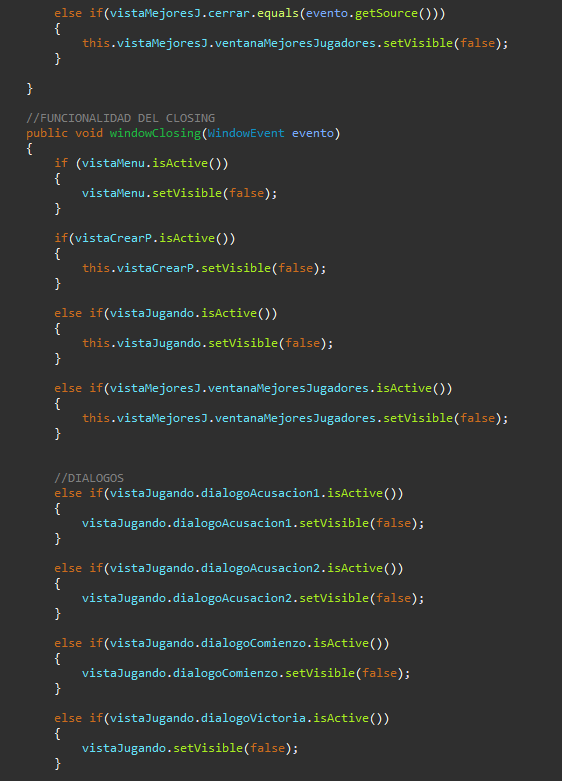 else if(vistaMejoresJ.cerrar.equals(evento.getSource()))
{
this.vistaMejoresJ.ventanaMejoresJugadores.setVisible(false);
}
}
//FUNCIONALIDAD DEL CLOSING
public void windowClosing(WindowEvent evento)
{
if (vistaMenu.isActive())
{
vistaMenu.setVisible(false);
}
if(vistaCrearP.isActive())
{
this.vistaCrearP.setVisible(false);
}
else if(vistaJugando.isActive())
{
this.vistaJugando.setVisible(false);
}
else if(vistaMejoresJ.ventanaMejoresJugadores.isActive())
{
this.vistaMejoresJ.ventanaMejoresJugadores.setVisible(false);
}
//DIALOGOS
else if(vistaJugando.dialogoAcusacion1.isActive())
{
vistaJugando.dialogoAcusacion1.setVisible(false);
}
else if(vistaJugando.dialogoAcusacion2.isActive())
{
vistaJugando.dialogoAcusacion2.setVisible(false);
}
else if(vistaJugando.dialogoComienzo.isActive())
{
vistaJugando.dialogoComienzo.setVisible(false);
}
else if(vistaJugando.dialogoVictoria.isActive())
{
vistaJugando.setVisible(false);
}